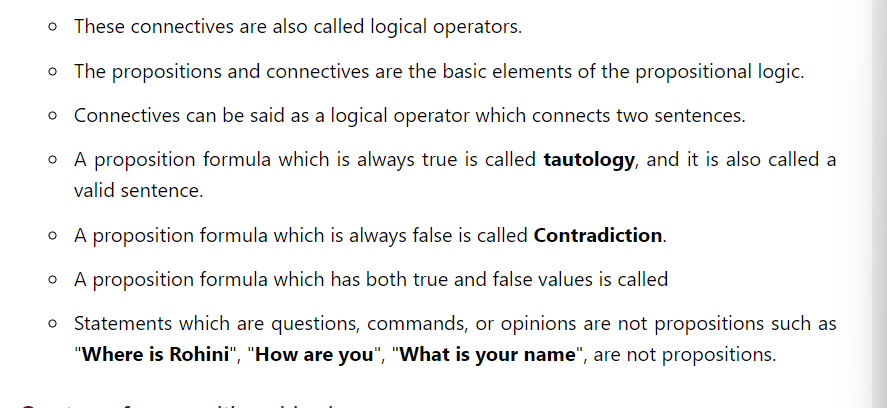 These connectives are also called logical operators.
The propositions and connectives are the basic elements of the propositional logic.
Connectives can be said as a logical operator which connects two sentences.
A proposition formula which is always true is called tautology, and it is also called a
valid sentence.
A proposition formula which is always false is called Contradiction.
A proposition formula which has both true and false values is called
Statements which are questions, commands, or opinions are not propositions such as
"Where is Rohini", "How are you", "What is your name", are not propositions.